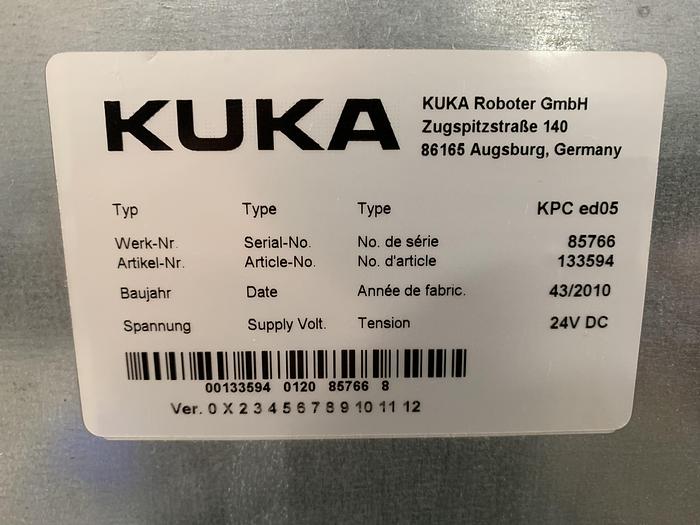 KUKA
KUKA Roboter GmbH
Zugspitzstraße 140
86165 Augsburg, Germany
Typ Type Type KPC ed05
Werk-Nr. Serial-No. No. de série 85766
Artikel-Nr. Article-No. No. d'article 133594
Baujahr Date Année de fabric. 43/2010
Spannung Supply Volt. Tension 24V DC
00133594 0120 85766 8
Ver. 0 X 2 3 4 5 6 7 8 9 10 11 12